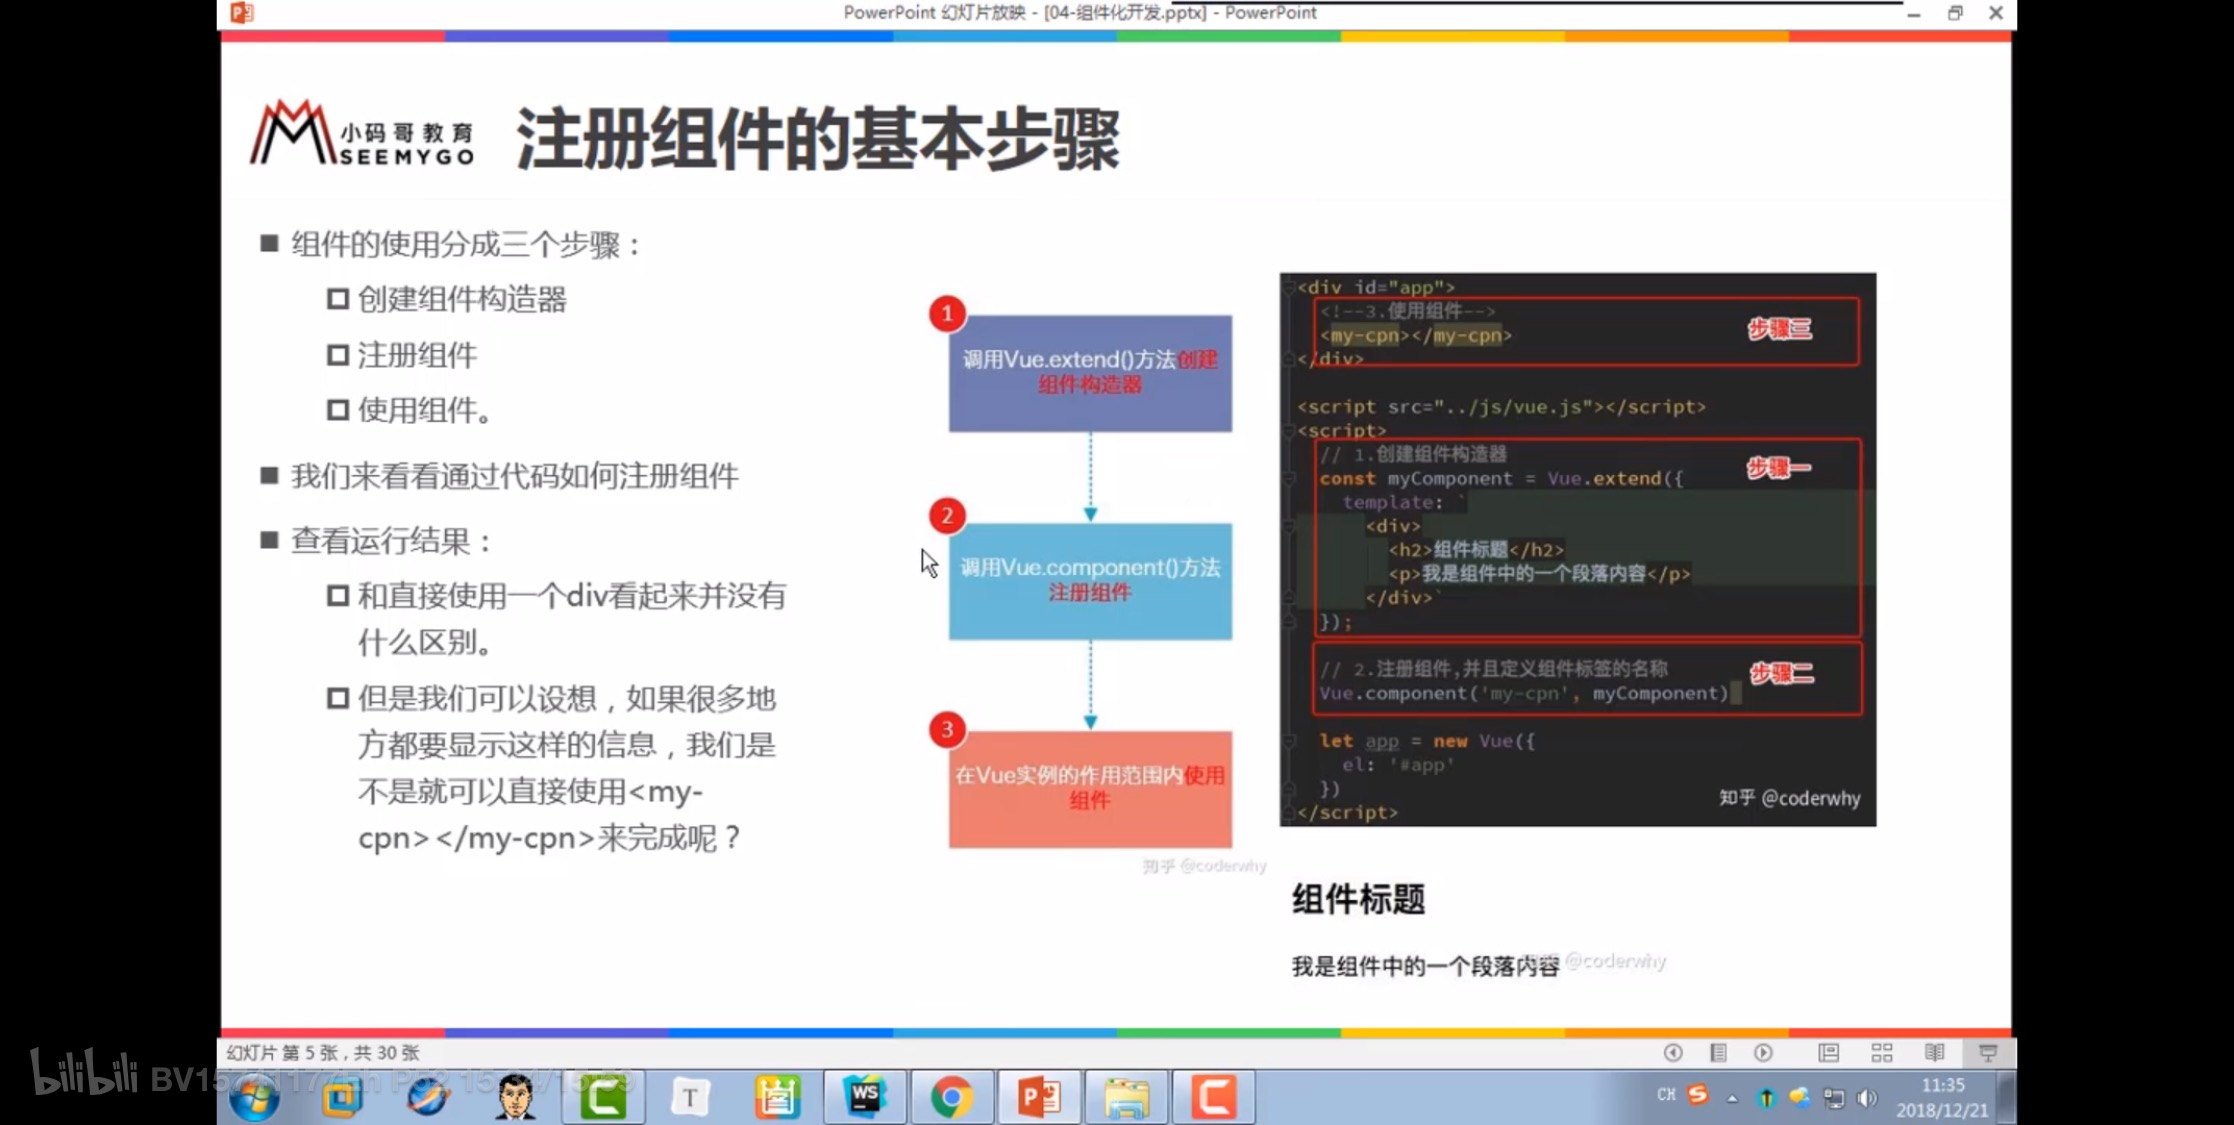 PowerPoint 幻灯片放映 - [04-组件化开发.pptx] - PowerPoint
小码哥教育
SEEMYGO
注册组件的基本步骤
组件的使用分成三个步骤：
创建组件构造器
注册组件
使用组件。
我们来看看通过代码如何注册组件
查看运行结果：
和直接使用一个div看起来并没有
什么区别。
但是我们可以设想，如果很多地
方都要显示这样的信息，我们是
不是就可以直接使用<my-
cpn></my-cpn>来完成呢？
1
调用Vue.extend()方法创建
组件构造器
2
调用Vue.component()方法
注册组件
3
在Vue实例的作用范围内使用
组件
知乎 @coderwhy
<div id="app">
<!--3.使用组件-->
<my-cpn></my-cpn>
步骤三
</div>
<script src="../js/vue.js"></script>
<script>
// 1.创建组件构造器
步骤一
const myComponent = Vue.extend({
template: `
<div>
<h2>组件标题</h2>
<p>我是组件中的一个段落内容</p>
</div>`
});
// 2.注册组件,并且定义组件标签的名称
步骤二
Vue.component('my-cpn', myComponent)
let app = new Vue({
el: '#app'
})
</script>
知乎 @coderwhy
组件标题
我是组件中的一个段落内容
@coderwhy
幻灯片 第 5 张，共 30 张
bilibili
T
WS
CH
11:35
2018/12/21